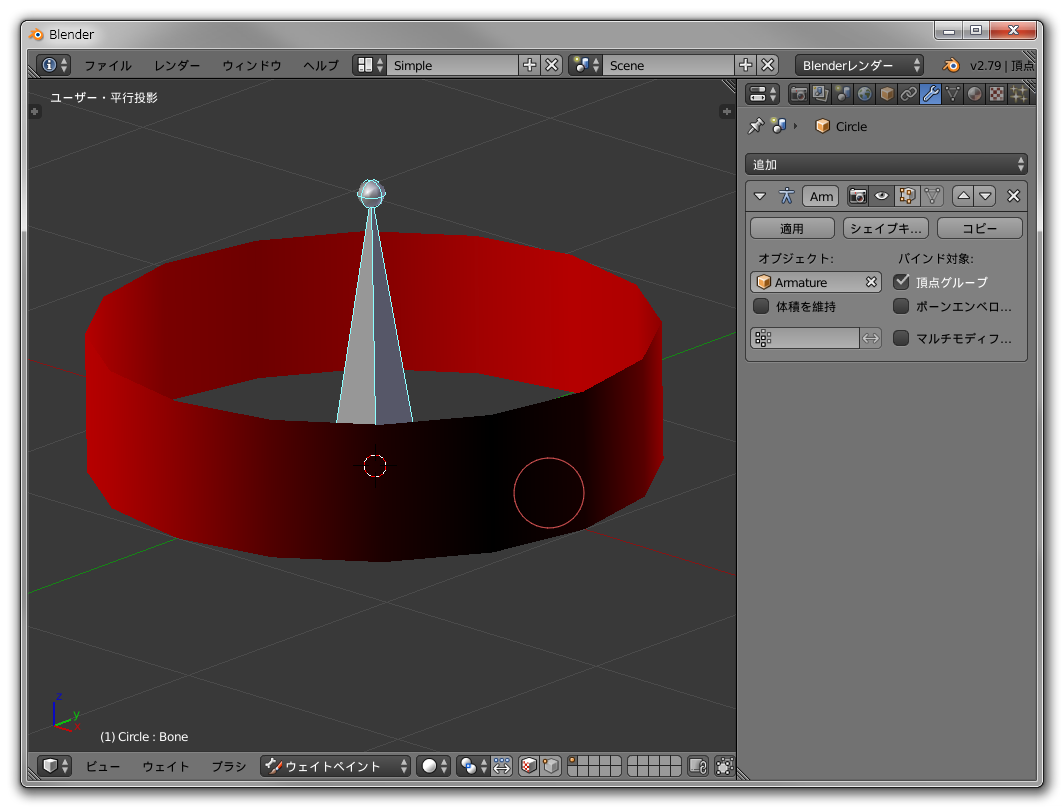 Blender
ファイル レンダー ウィンドウ ヘルプ Simple Scene Blenderレンダー v2.79 | 頂点
ユーザー・平行投影
Circle
追加
Arm
適用 シェイプキ... コピー
オブジェクト: バインド対象:
Armature 頂点グループ
体積を維持 ボーンエンベロ...
マルチモディフ...
z
y
x
(1) Circle : Bone
ビュー ウェイト ブラシ ウェイトペイント